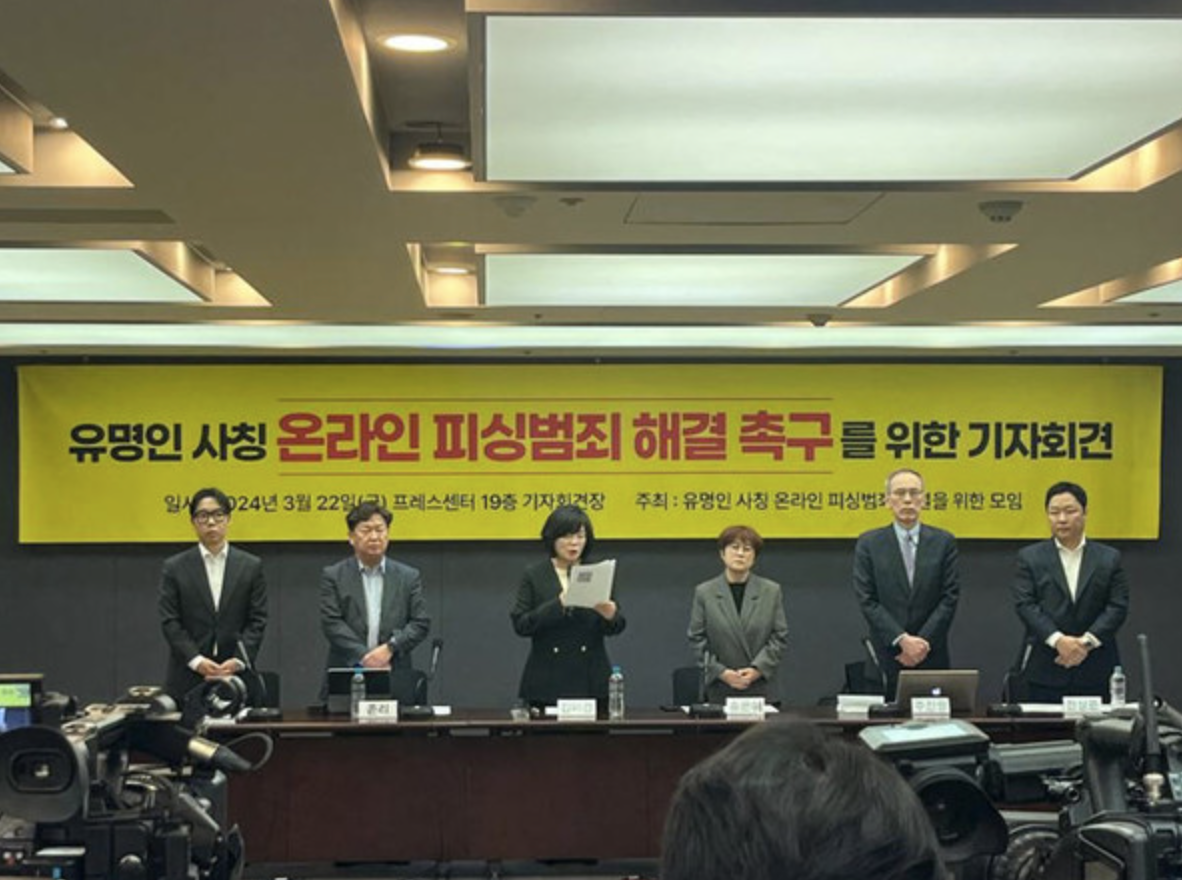 유명인 사칭 온라인 피싱범죄 해결 촉구를 위한 기자회견
2024년 3월 22일(금) 프레스센터 19층 기자회견장 주최 : 유명인 사칭 온라인 피싱범죄 위한 모임
존리